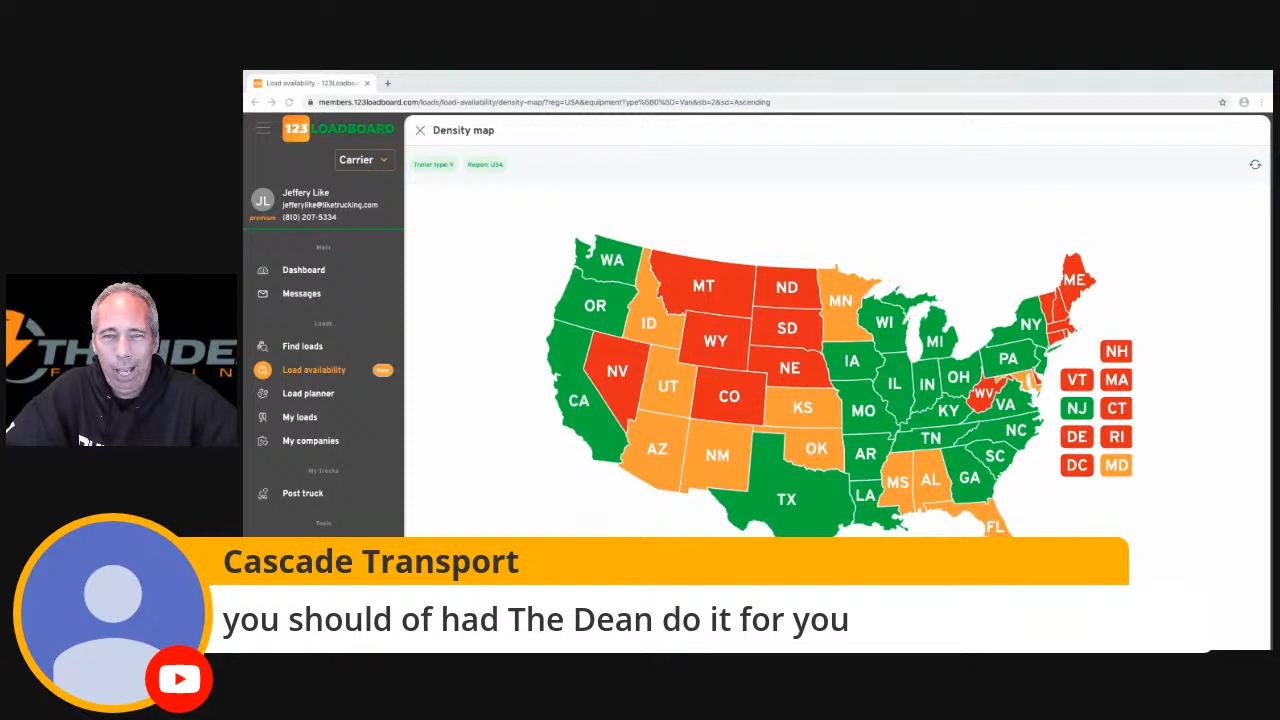 Load availability - 123Loadboa
members.123loadboard.com/loads/load-availability/density-map/?reg=USA&equipmentType%5B0%5D=Van&sb=2&sd=Ascending
123 LOADBOARD
Carrier
JL
premium
Jeffery Like
jefferylike@liketrucking.com
(810) 207-5334
Main
Dashboard
Messages
Loads
Find loads
Load availability
New
Load planner
My loads
My companies
My Trucks
Post truck
Tools
Density map
Trailer type: V
Region: USA
WA
MT
ND
MN
ME
OR
ID
SD
WI
NY
WY
MI
NV
UT
NE
IA
PA
CO
IL
IN
OH
CA
KS
MO
KY
WV
VA
AZ
NM
OK
AR
TN
NC
SC
TX
LA
MS
AL
GA
FL
NH
VT
MA
NJ
CT
DE
RI
DC
MD
Cascade Transport
you should of had The Dean do it for you